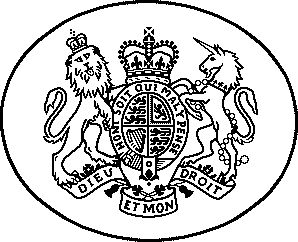 HONI SOIT QUI MAL Y PENSE
DIEU ET MON DROIT